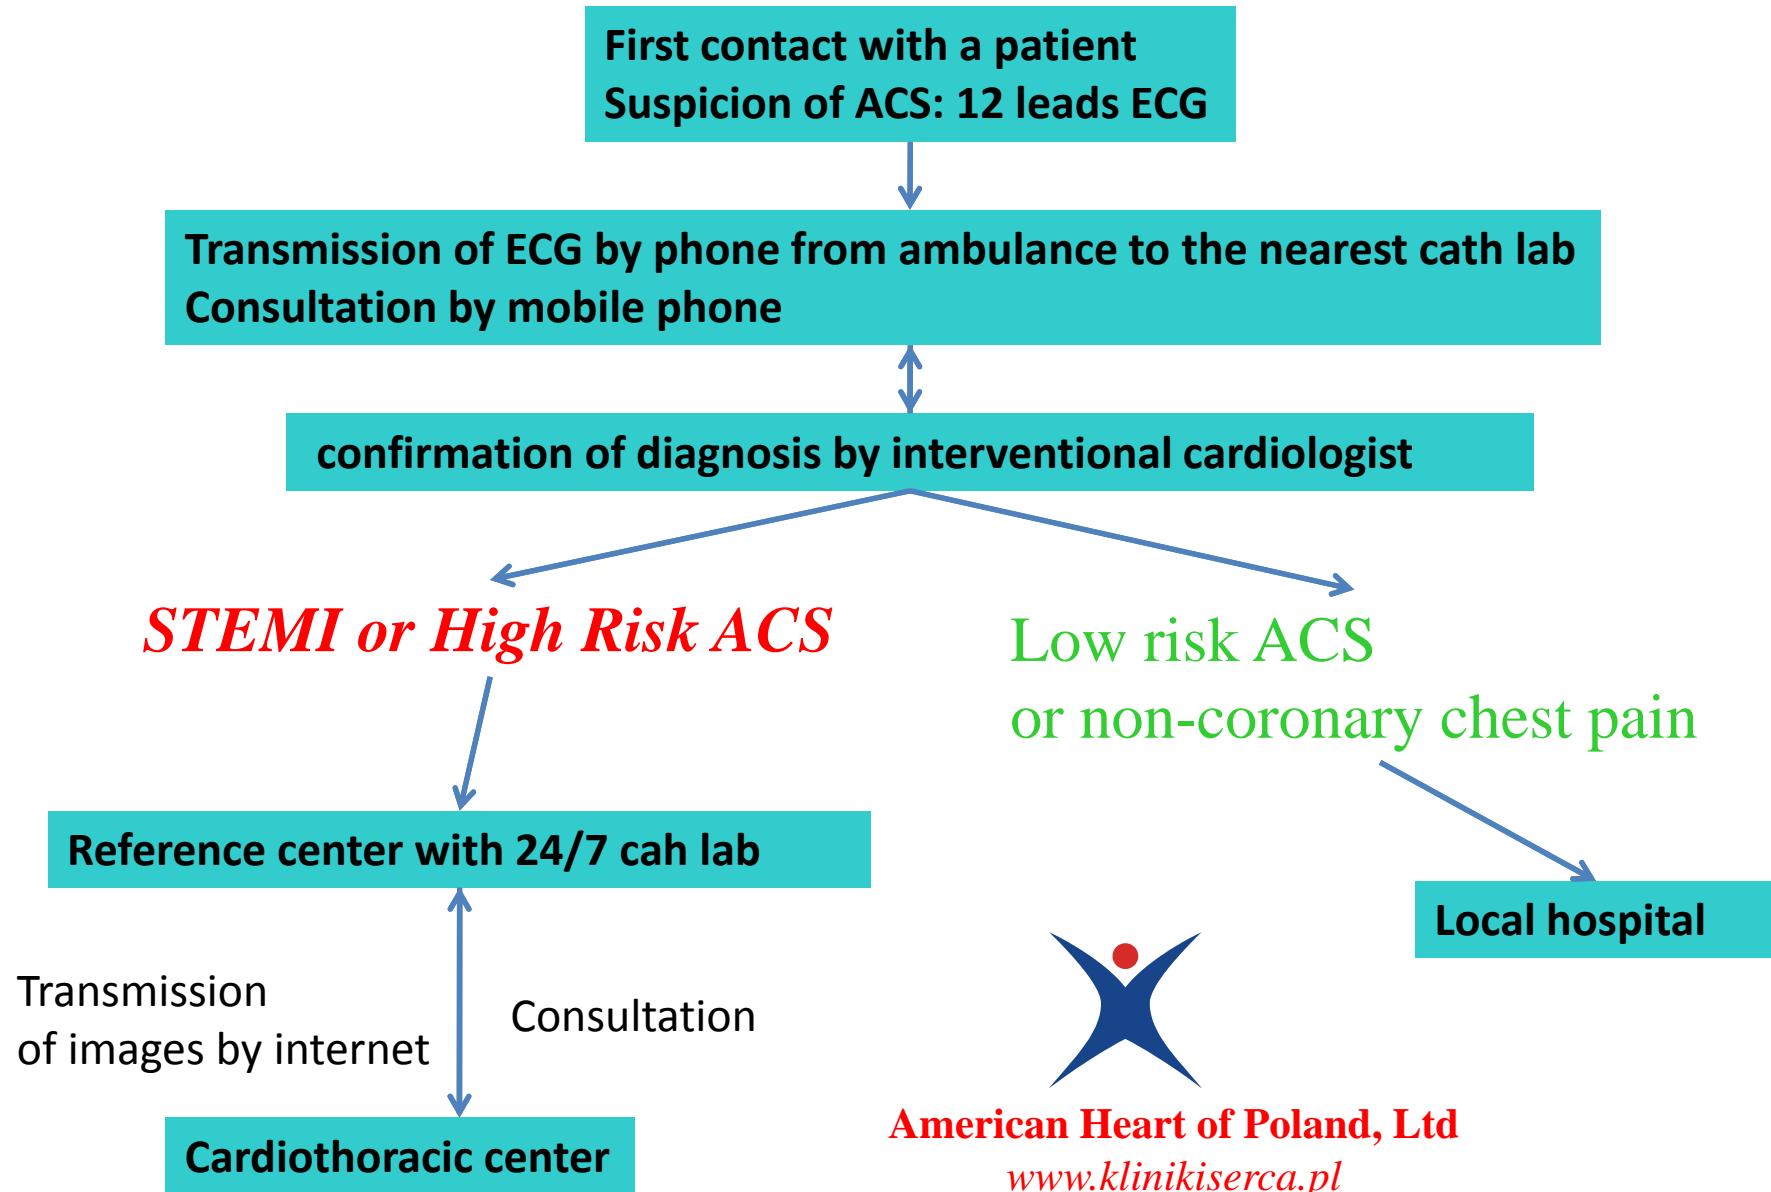 First contact with a patient
Suspicion of ACS: 12 leads ECG
Transmission of ECG by phone from ambulance to the nearest cath lab
Consultation by mobile phone
confirmation of diagnosis by interventional cardiologist
STEMI or High Risk ACS
Low risk ACS
or non-coronary chest pain
Reference center with 24/7 cah lab
Local hospital
Transmission
of images by internet
Consultation
Cardiothoracic center
American Heart of Poland, Ltd
www.klinikiserca.pl